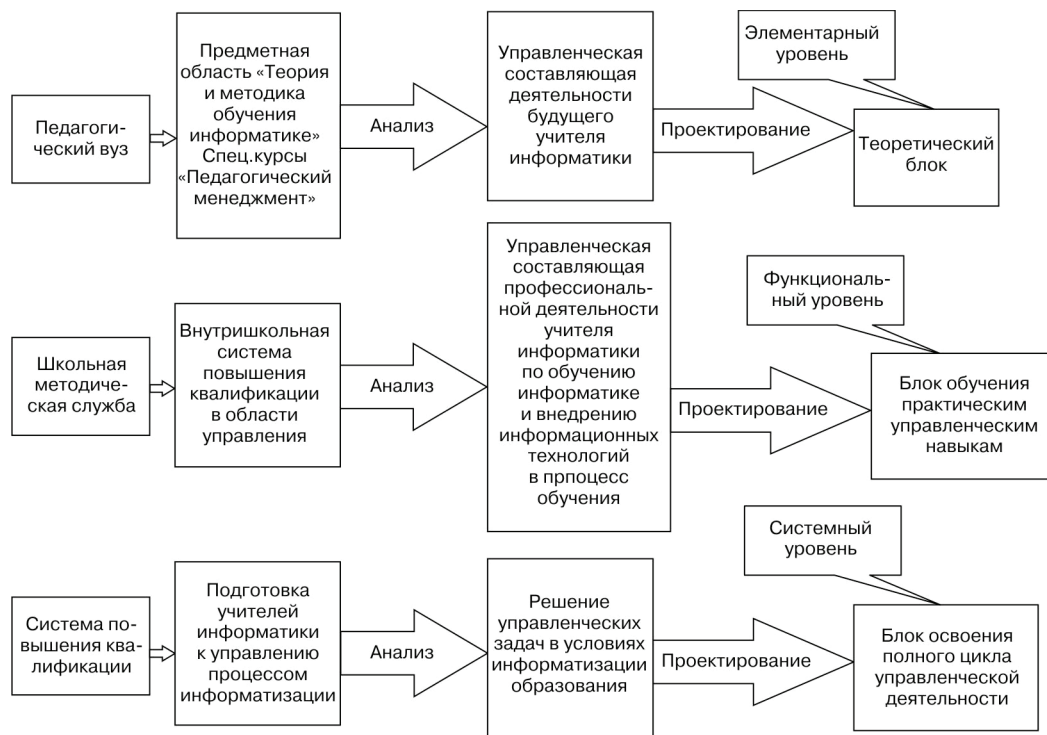 Педагоги-
ческий вуз
Предметная
область «Теория
и методика
обучения
информатике»
Спец.курсы
«Педагогический
менеджмент»
Анализ
Управленческая
составляющая
деятельности
будущего
учителя
информатики
Проектирование
Элементарный
уровень
Теоретический
блок
Школьная
методиче-
ская служба
Внутришкольная
система
повышения
квалификации
в области
управления
Анализ
Управленческая
составляющая
профессиональ-
ной деятельности
учителя
информатики
по обучению
информатике
и внедрению
информационных
технологий
в прпоцесс
обучения
Проектирование
Функциональ-
ный уровень
Блок обучения
практическим
управленческим
навыкам
Система по-
вышения ква-
лификации
Подготовка
учителей
информатики
к управлению
процессом
информатизации
Анализ
Решение
управленческих
задач в условиях
информатизации
образования
Проектирование
Системный
уровень
Блок освоения
полного цикла
управленческой
деятельности